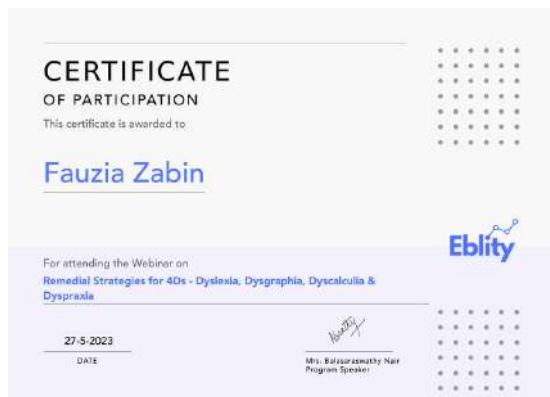 CERTIFICATE
OF PARTICIPATION
This certificate is awarded to
Fauzia Zabin
Eblity
For attending the Webinar on
Remedial Strategies for 4Ds - Dyslexia, Dysgraphia, Dyscalculia &
Dyspraxia
27-5-2023
DATE
Mrs. Balasaraswathy Nair
Program Speaker